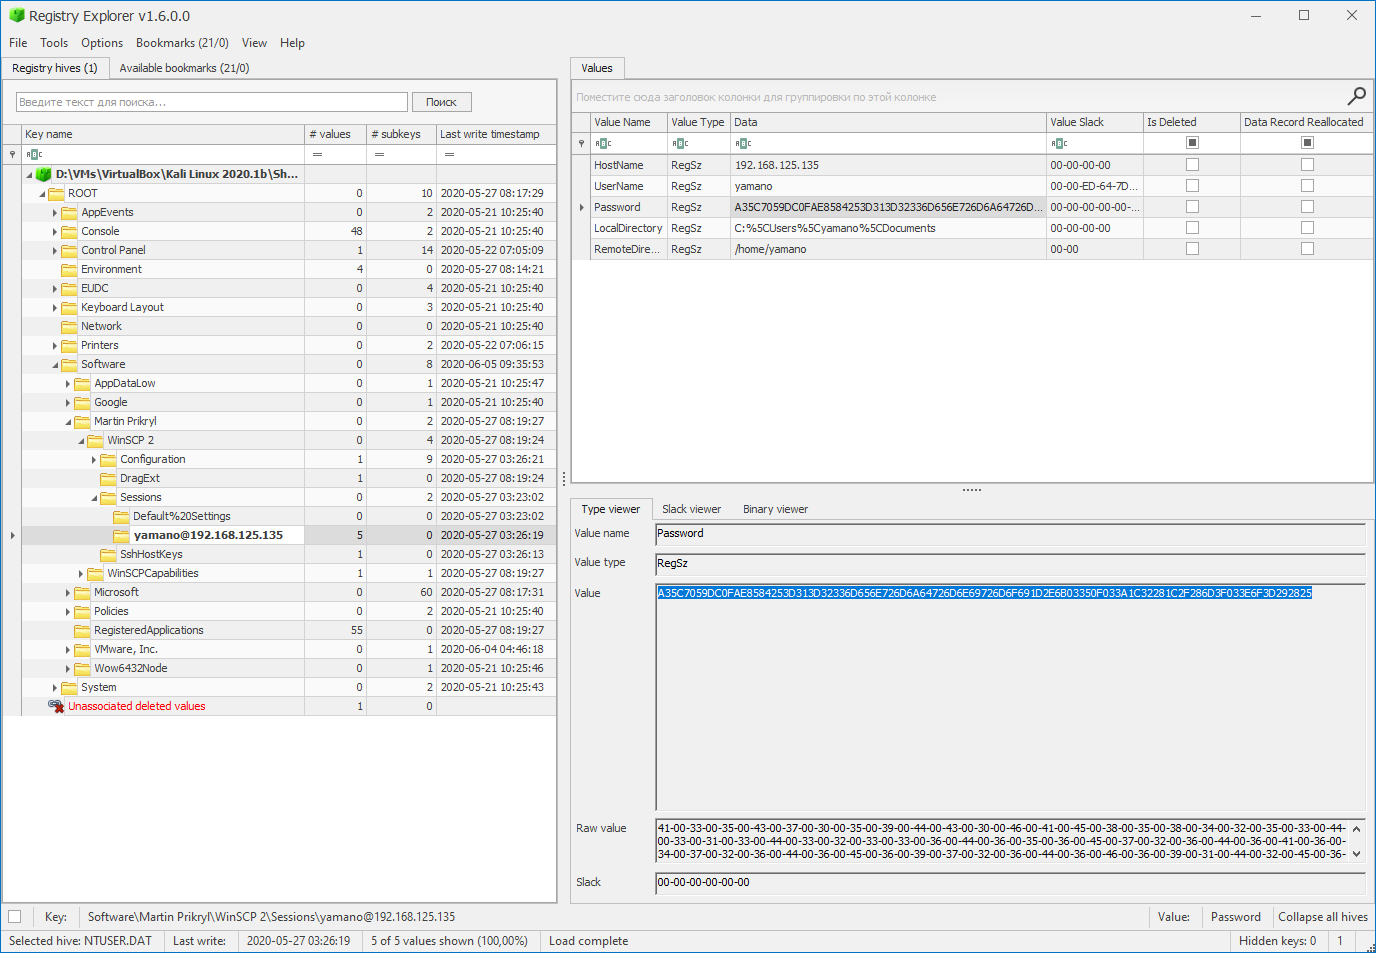 Registry Explorer v1.6.0.0
File Tools Options Bookmarks (21/0) View Help
Registry hives (1) Available bookmarks (21/0)
Введите текст для поиска... Поиск
Key name # values # subkeys Last write timestamp
= = =
D:\VMs\VirtualBox\Kali Linux 2020.1b\Sh...
ROOT 0 10 2020-05-27 08:17:29
AppEvents 0 2 2020-05-21 10:25:40
Console 48 2 2020-05-21 10:25:40
Control Panel 1 14 2020-05-22 07:05:09
Environment 4 0 2020-05-27 08:14:21
EUDC 0 4 2020-05-21 10:25:40
Keyboard Layout 0 3 2020-05-21 10:25:40
Network 0 0 2020-05-21 10:25:40
Printers 0 2 2020-05-22 07:06:15
Software 0 8 2020-06-05 09:35:53
AppDataLow 0 1 2020-05-21 10:25:47
Google 0 1 2020-05-21 10:25:40
Martin Prikryl 0 2 2020-05-27 08:19:27
WinSCP 2 0 4 2020-05-27 08:19:24
Configuration 1 9 2020-05-27 03:26:21
DragExt 1 0 2020-05-27 08:19:24
Sessions 0 2 2020-05-27 03:23:02
Default%20Settings 0 0 2020-05-27 03:23:02
yamano@192.168.125.135 5 0 2020-05-27 03:26:19
SshHostKeys 1 0 2020-05-27 03:26:13
WinSCPCapabilities 1 1 2020-05-27 08:19:27
Microsoft 0 60 2020-05-27 08:17:31
Policies 0 2 2020-05-21 10:25:40
RegisteredApplications 55 0 2020-05-27 08:19:27
VMware, Inc. 0 1 2020-06-04 04:46:18
Wow6432Node 0 1 2020-05-21 10:25:46
System 0 2 2020-05-21 10:25:43
Unassociated deleted values 1 0
Values
Поместите сюда заголовок колонки для группировки по этой колонке
Value Name Value Type Data Value Slack Is Deleted Data Record Reallocated
HostName RegSz 192.168.125.135 00-00-00-00
UserName RegSz yamano 00-00-ED-64-7D...
Password RegSz A35C7059DC0FAE8584253D313D32336D656E726D6A64726D... 00-00-00-00-00-...
LocalDirectory RegSz C:%5CUsers%5Cyamano%5CDocuments 00-00-00-00
RemoteDire... RegSz /home/yamano 00-00
Type viewer Slack viewer Binary viewer
Value name Password
Value type RegSz
Value A35C7059DC0FAE8584253D313D32336D656E726D6A64726D6E69726D6F691D2E6B03350F033A1C32281C2F286D3F033E6F3D292825
Raw value 41-00-33-00-35-00-43-00-37-00-30-00-35-00-39-00-44-00-43-00-30-00-46-00-41-00-45-00-38-00-35-00-38-00-34-00-32-00-35-00-33-00-44-
00-33-00-31-00-33-00-44-00-33-00-32-00-33-00-33-00-36-00-44-00-36-00-35-00-36-00-45-00-37-00-32-00-36-00-44-00-36-00-41-00-36-00-
34-00-37-00-32-00-36-00-44-00-36-00-45-00-36-00-39-00-37-00-32-00-36-00-44-00-36-00-46-00-36-00-39-00-31-00-44-00-32-00-45-00-36-
Slack 00-00-00-00-00-00
Key: Software\Martin Prikryl\WinSCP 2\Sessions\yamano@192.168.125.135 Value: Password Collapse all hives
Selected hive: NTUSER.DAT Last write: 2020-05-27 03:26:19 5 of 5 values shown (100,00%) Load complete Hidden keys: 0 1